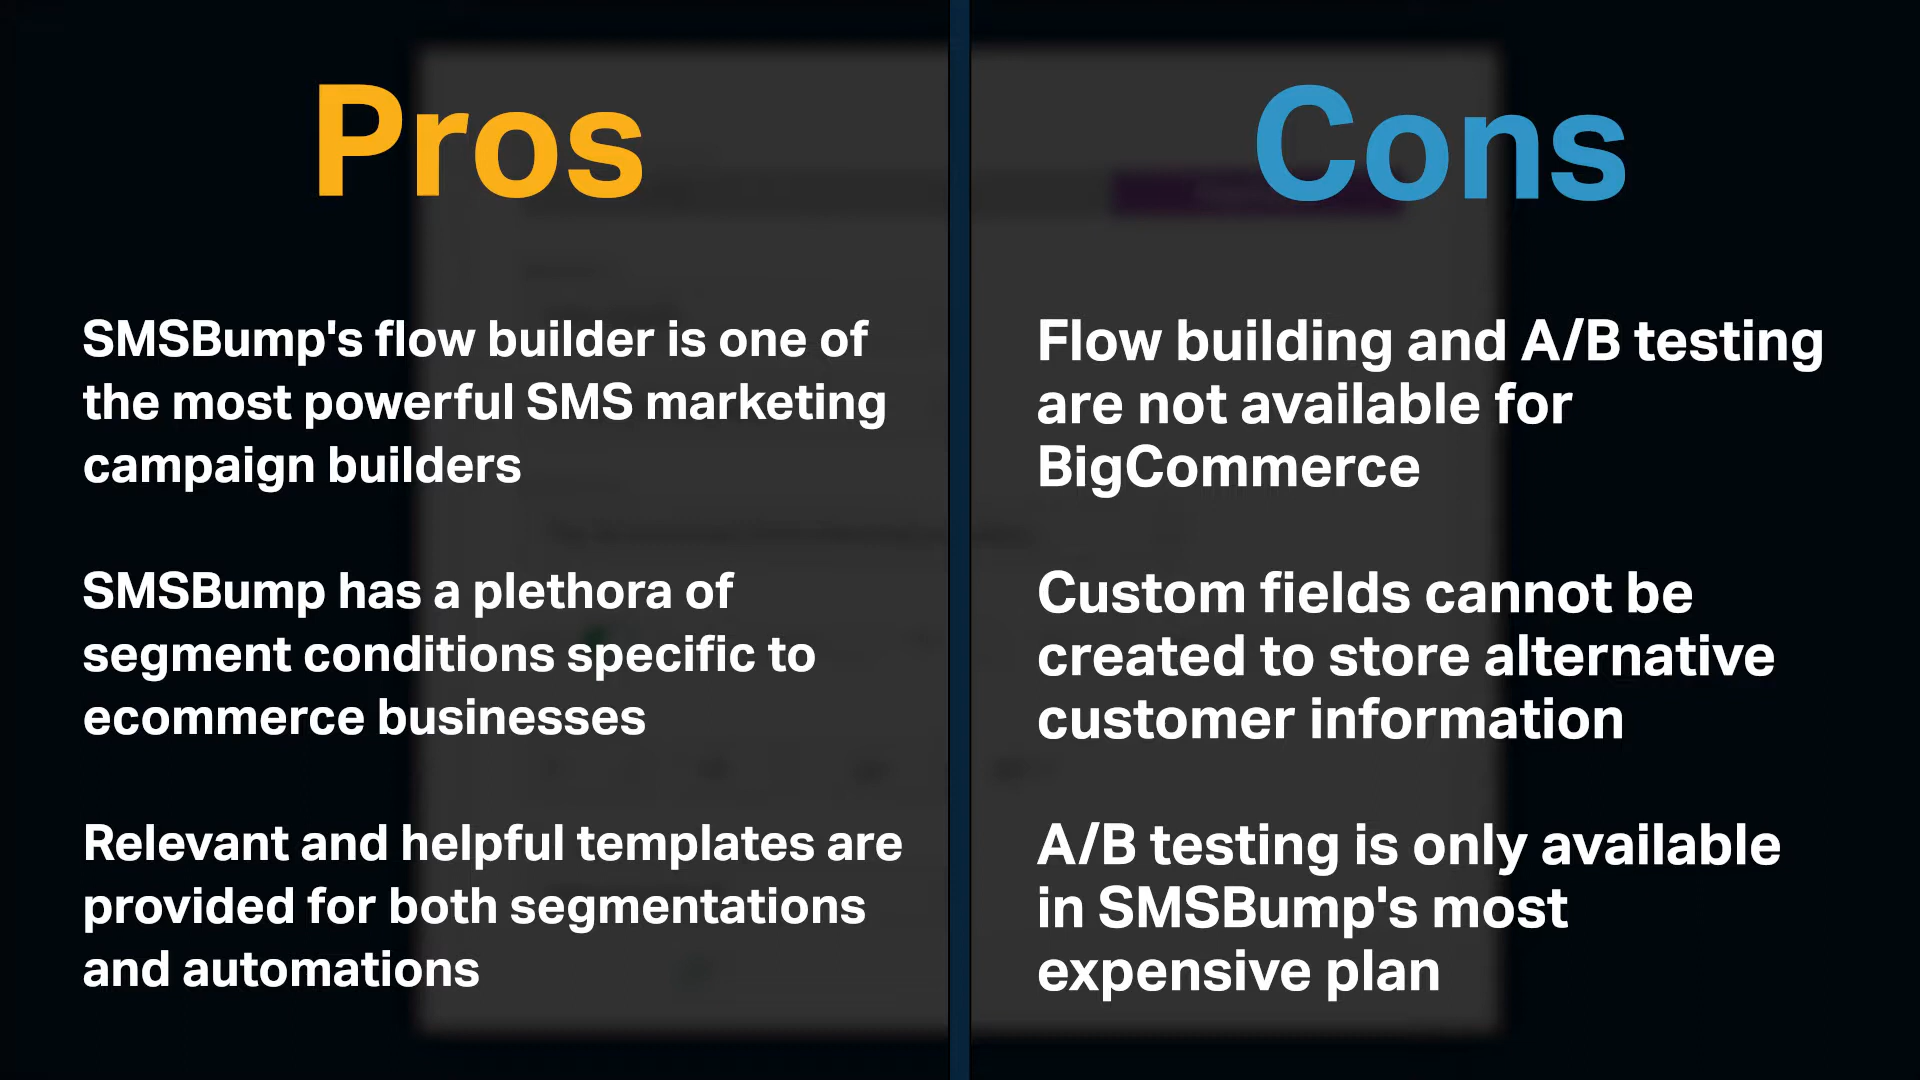 Pros
SMSBump's flow builder is one of
the most powerful SMS marketing
campaign builders
SMSBump has a plethora of
segment conditions specific to
ecommerce businesses
Relevant and helpful templates are
provided for both segmentations
and automations
Cons
Flow building and A/B testing
are not available for
BigCommerce
Custom fields cannot be
created to store alternative
customer information
A/B testing is only available
in SMSBump's most
expensive plan